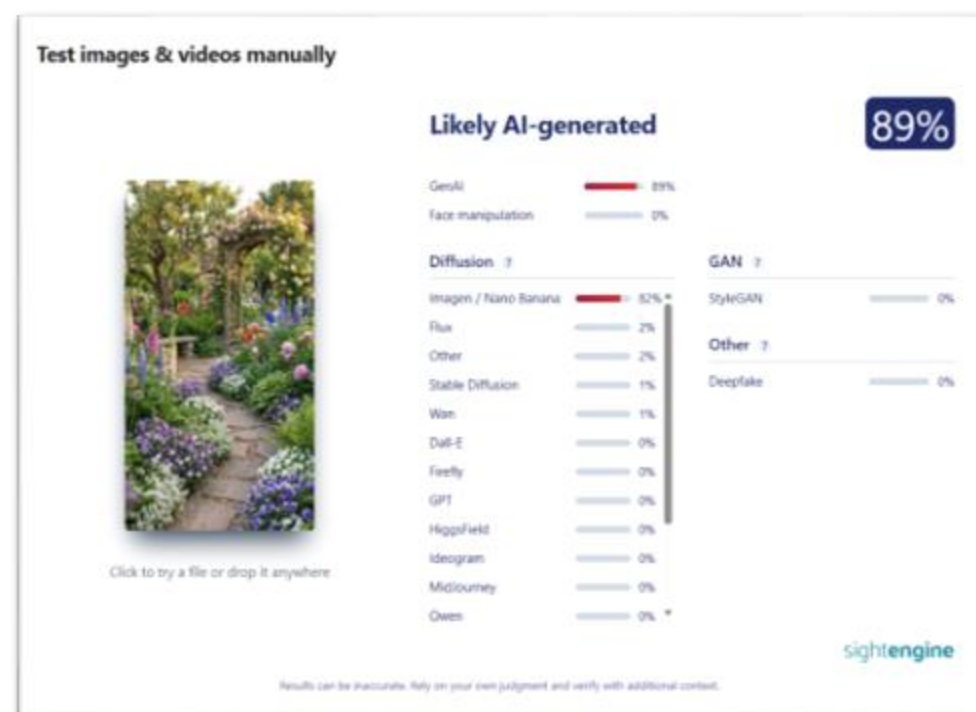 Test images & videos manually
Likely AI-generated
89%
GenAI 89%
Face manipulation 0%
Diffusion ?
Imagen / Nano Banana 82%
Flux 2%
Other 2%
Stable Diffusion 1%
Wan 1%
Dall-E 0%
Firefly 0%
GPT 0%
HiggsField 0%
Ideogram 0%
MidJourney 0%
Qwen 0%
GAN ?
StyleGAN 0%
Other ?
Deepfake 0%
Click to try a file or drop it anywhere
sightengine
Results can be inaccurate. Rely on your own judgment and verify with additional context.